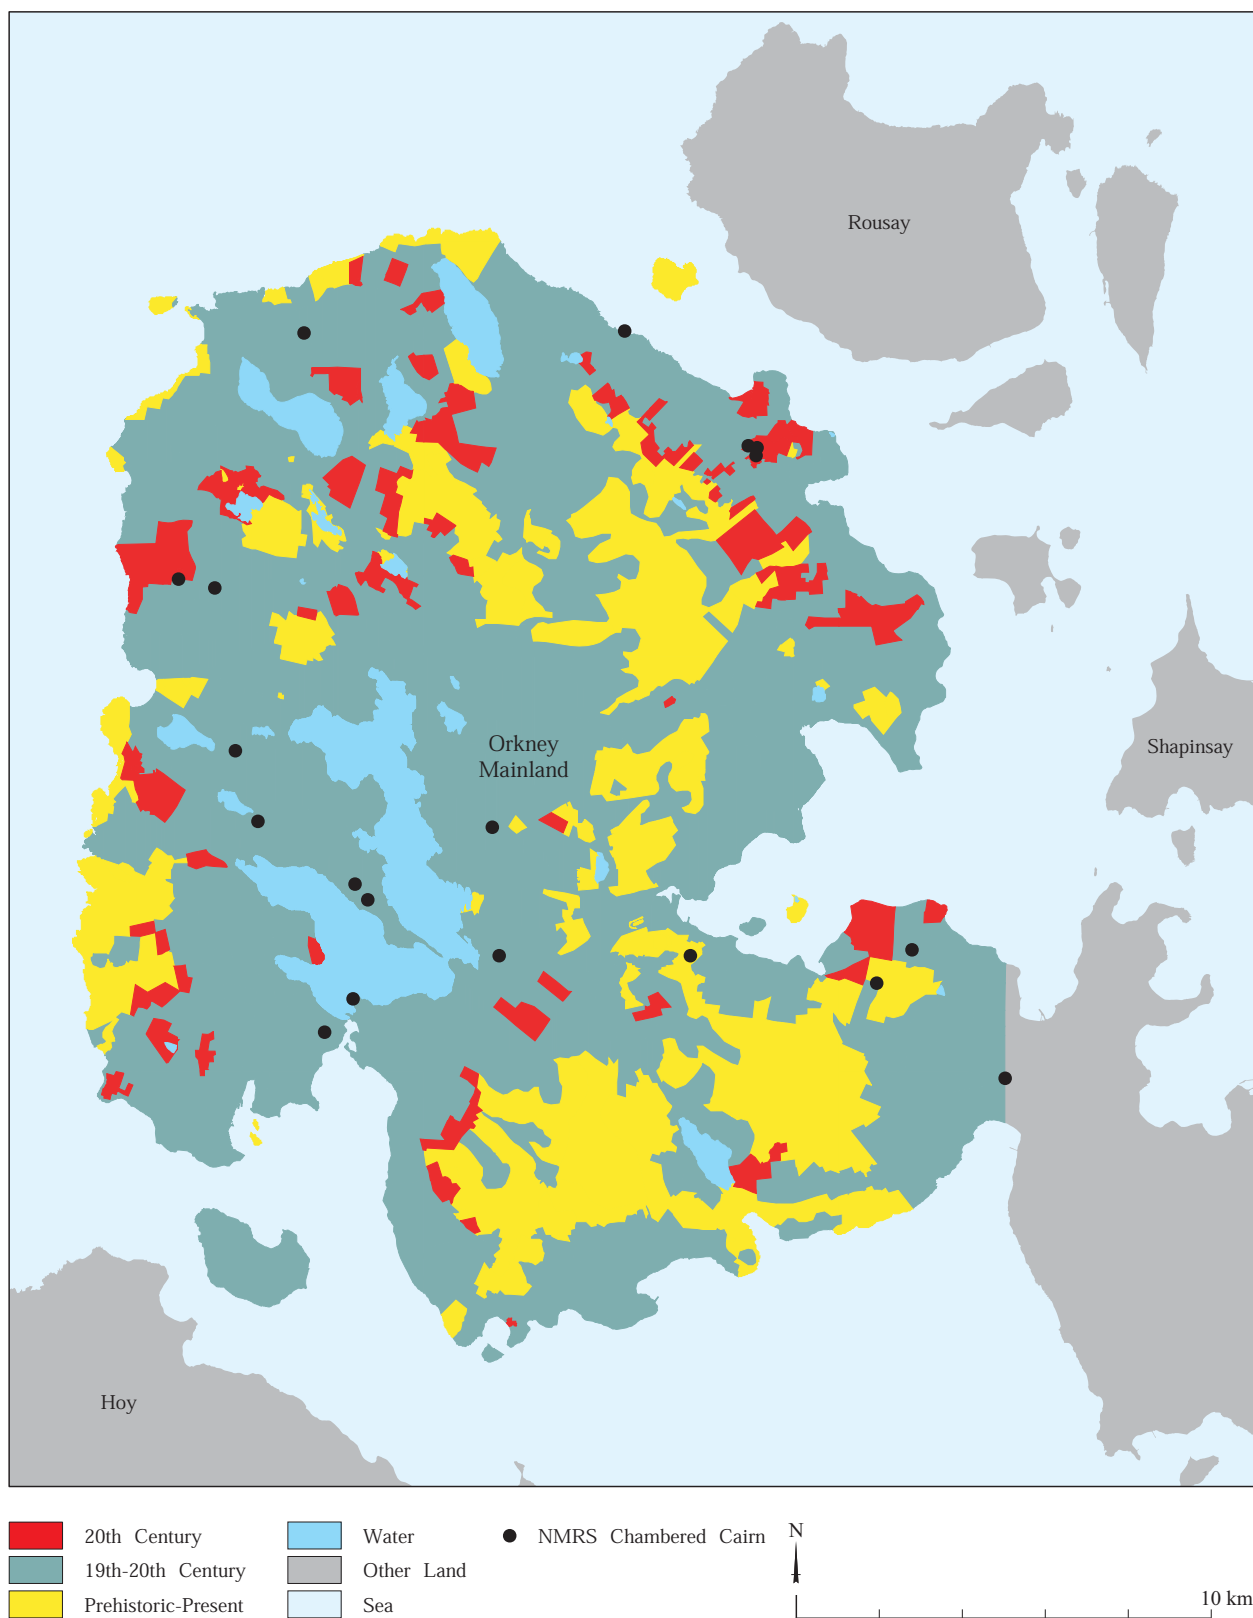 Rousay
Orkney
Mainland
Shapinsay
Hoy
20th Century
19th-20th Century
Prehistoric-Present
Water
Other Land
Sea
NMRS Chambered Cairn
N
10 km